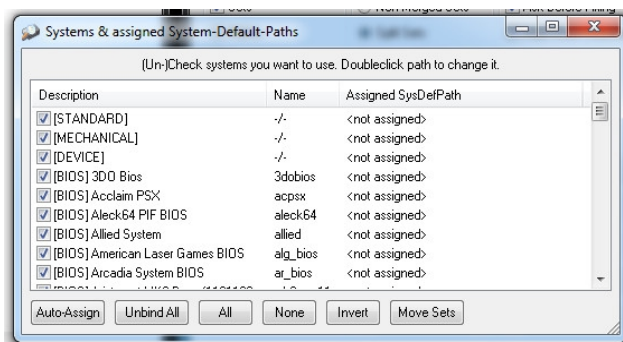 Systems & assigned System-Default-Paths
(Un-)Check systems you want to use. Doubleclick path to change it.
Description Name Assigned SysDefPath
[STANDARD] -/- <not assigned>
[MECHANICAL] -/- <not assigned>
[DEVICE] -/- <not assigned>
[BIOS] 3DO Bios 3dobios <not assigned>
[BIOS] Acclaim PSX acpsx <not assigned>
[BIOS] Aleck64 PIF BIOS aleck64 <not assigned>
[BIOS] Allied System allied <not assigned>
[BIOS] American Laser Games BIOS alg_bios <not assigned>
[BIOS] Arcadia System BIOS ar_bios <not assigned>
Auto-Assign Unbind All All None Invert Move Sets